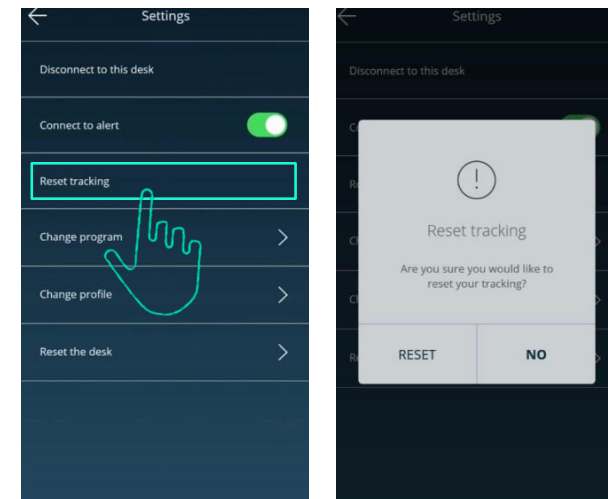 Settings
Disconnect to this desk
Connect to alert
Reset tracking
Change program
Change profile
Reset the desk
Settings
Disconnect to this desk
C
Re
Reset tracking
Are you sure you would like to
reset your tracking?
RESET
NO